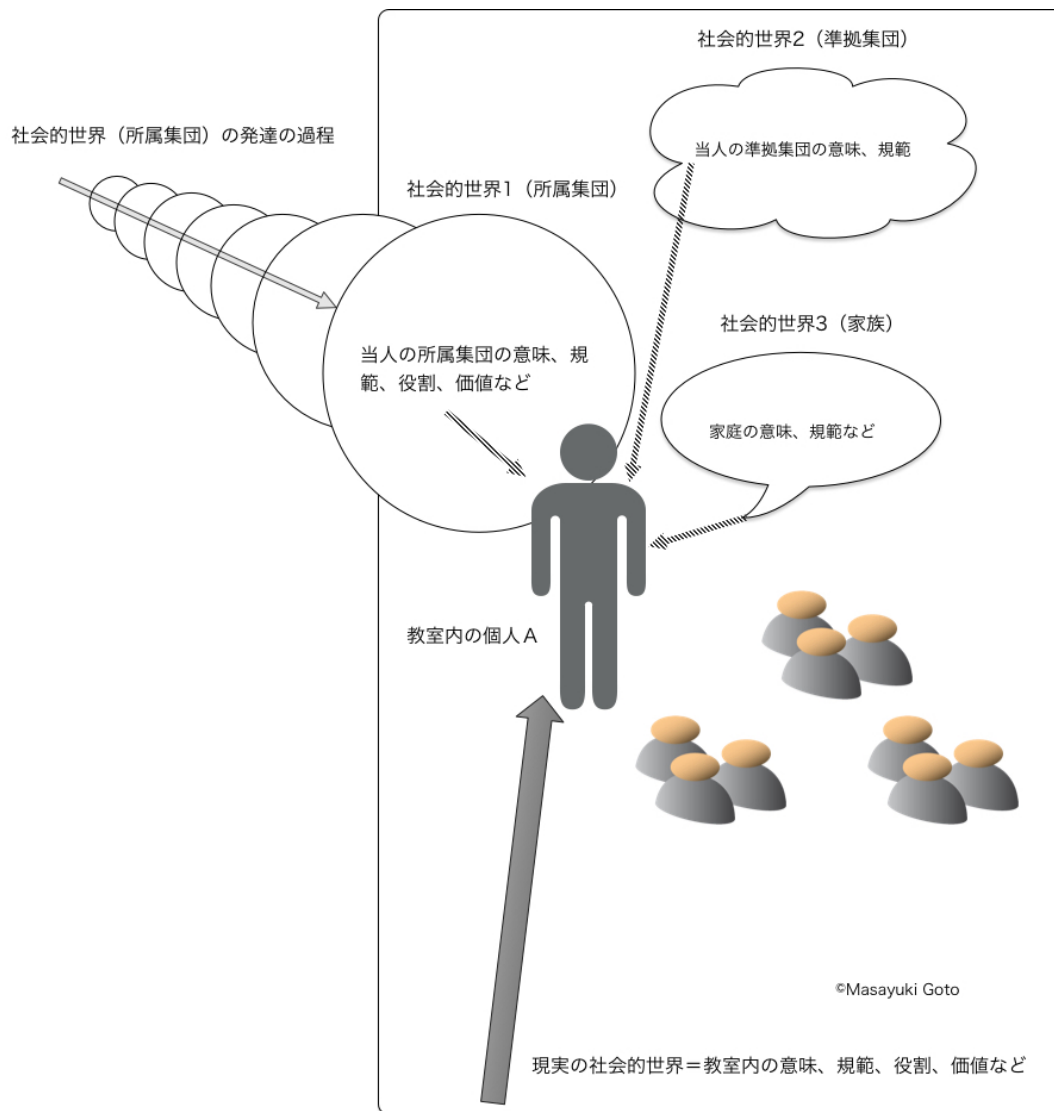 社会的世界2（準拠集団）
社会的世界（所属集団）の発達の過程
当人の準拠集団の意味、規範
社会的世界1（所属集団）
社会的世界3（家族）
当人の所属集団の意味、規
範、役割、価値など
家庭の意味、規範など
教室内の個人A
©Masayuki Goto
現実の社会的世界＝教室内の意味、規範、役割、価値など